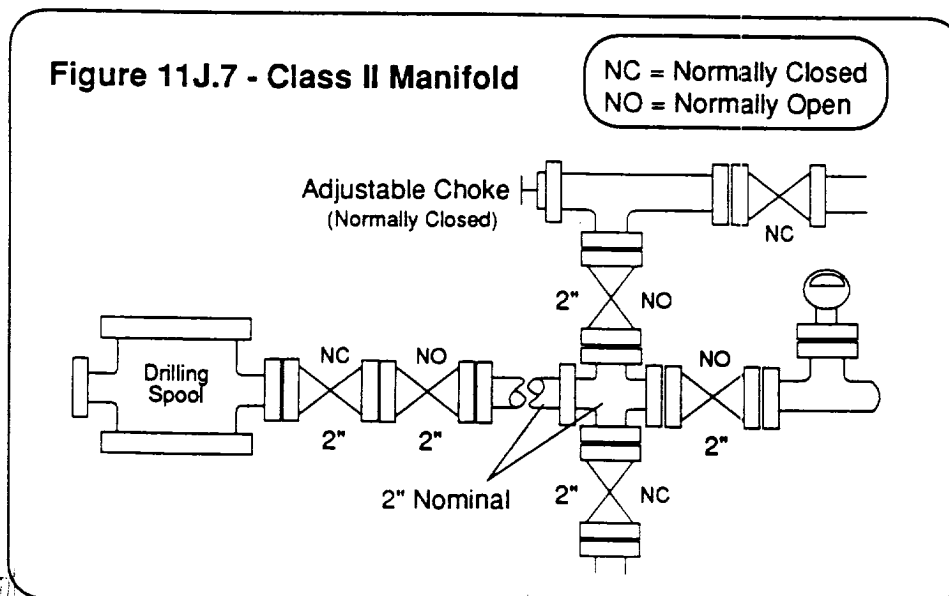 Figure 11J.7 - Class II Manifold
NC = Normally Closed
NO = Normally Open
Adjustable Choke
(Normally Closed)
NC
2" NO
NC NO NO
Drilling
Spool
2" 2" 2"
2" Nominal
2" NC